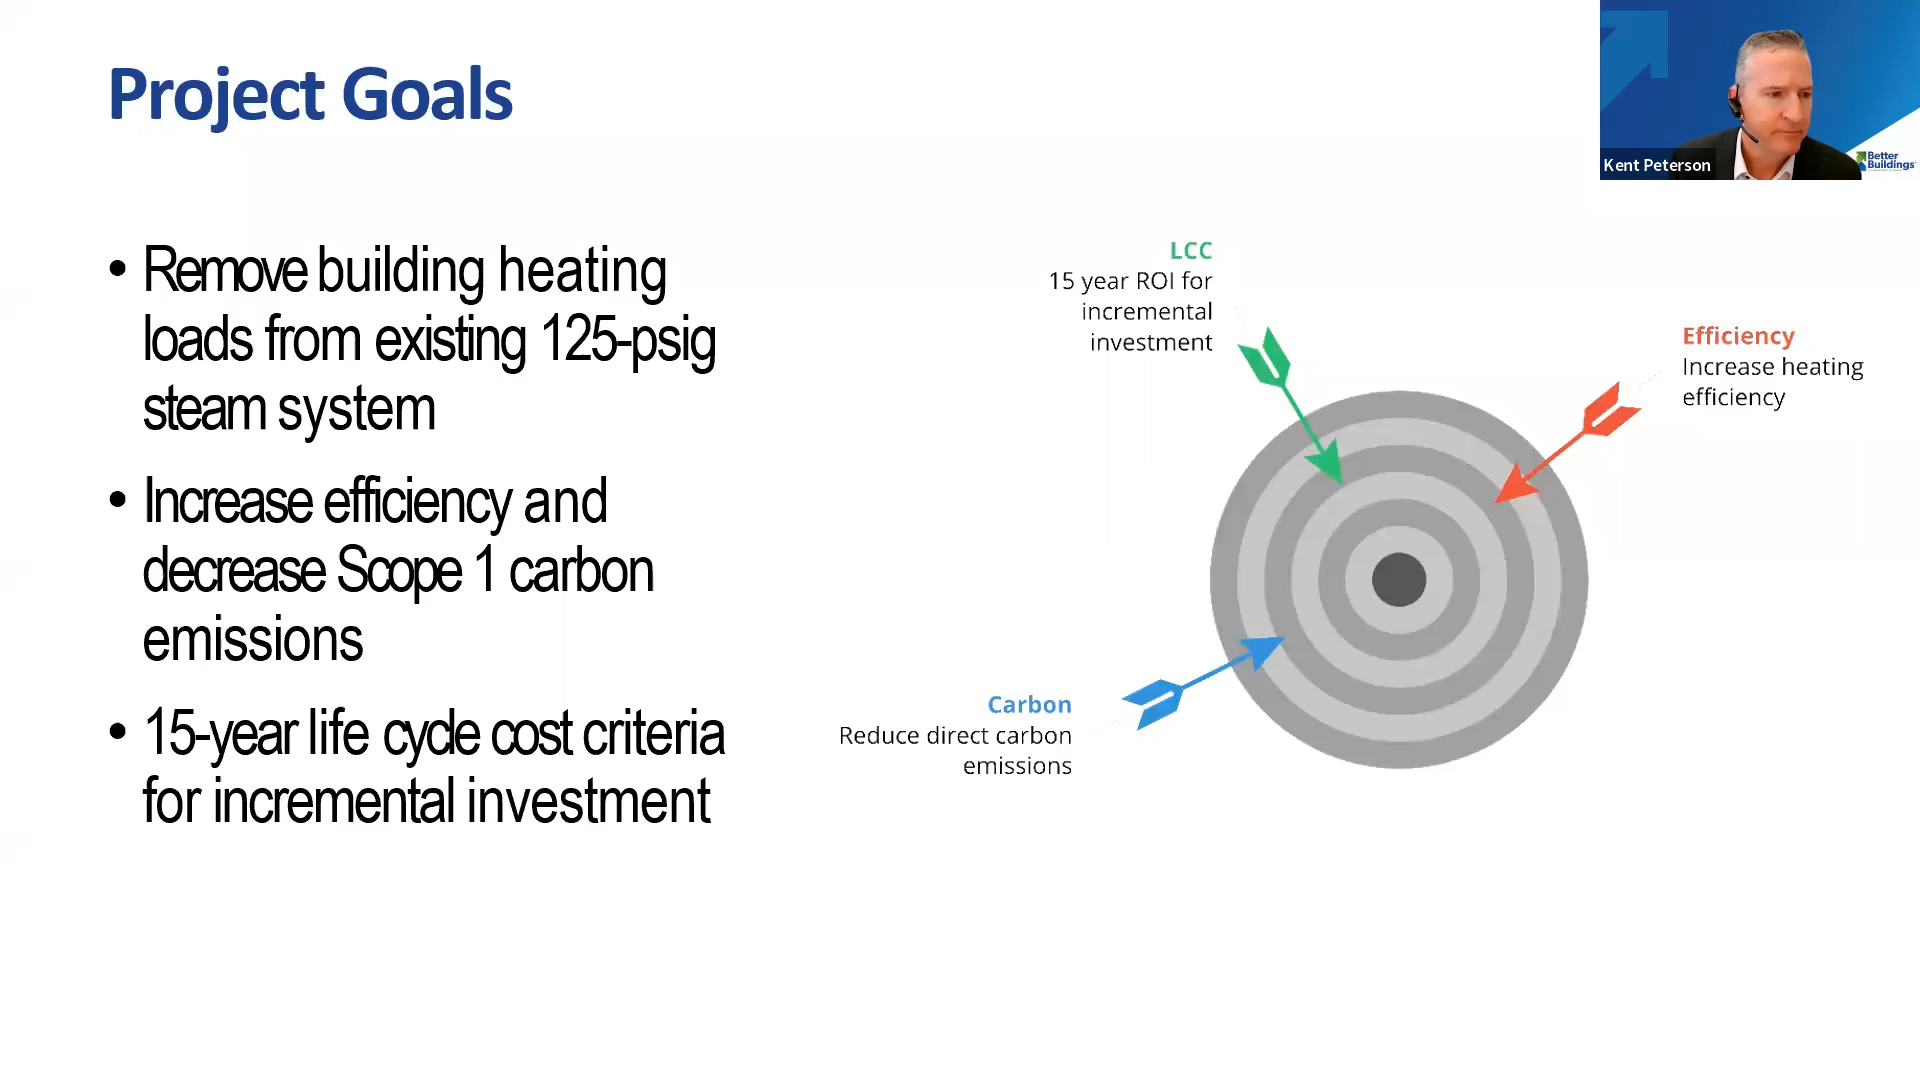 Project Goals
• Remove building heating
loads from existing 125-psig
steam system
• Increase efficiency and
decrease Scope 1 carbon
emissions
• 15-year life cycle cost criteria
for incremental investment
LCC
15 year ROI for
incremental
investment
Efficiency
Increase heating
efficiency
Carbon
Reduce direct carbon
emissions
Kent Peterson
Better
Buildings